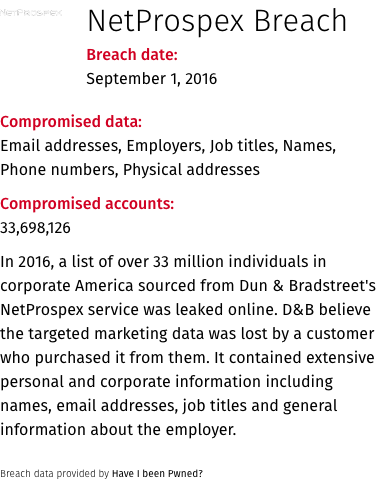 NetProspex
NetProspex Breach
Breach date:
September 1, 2016
Compromised data:
Email addresses, Employers, Job titles, Names,
Phone numbers, Physical addresses
Compromised accounts:
33,698,126
In 2016, a list of over 33 million individuals in
corporate America sourced from Dun & Bradstreet's
NetProspex service was leaked online. D&B believe
the targeted marketing data was lost by a customer
who purchased it from them. It contained extensive
personal and corporate information including
names, email addresses, job titles and general
information about the employer.
Breach data provided by Have I been Pwned?